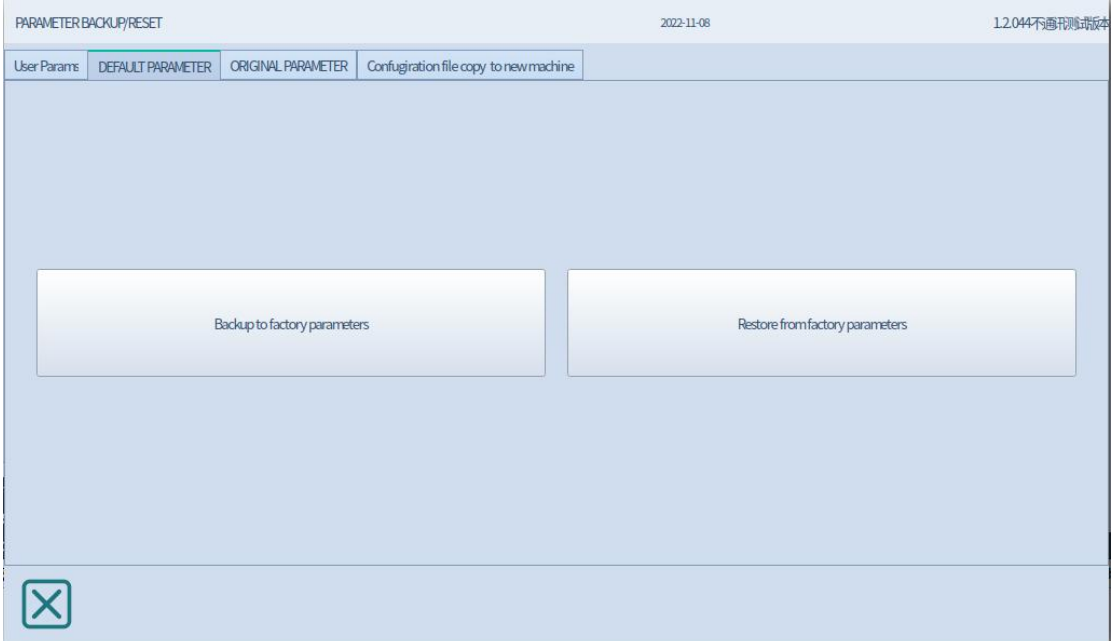 PARAMETER BACKUP/RESET
2022-11-08
1.2.044不通讯测试版本
User Params
DEFAULT PARAMETER
ORIGINAL PARAMETER
Confugiration file copy to new machine
Backup to factory parameters
Restore from factory parameters